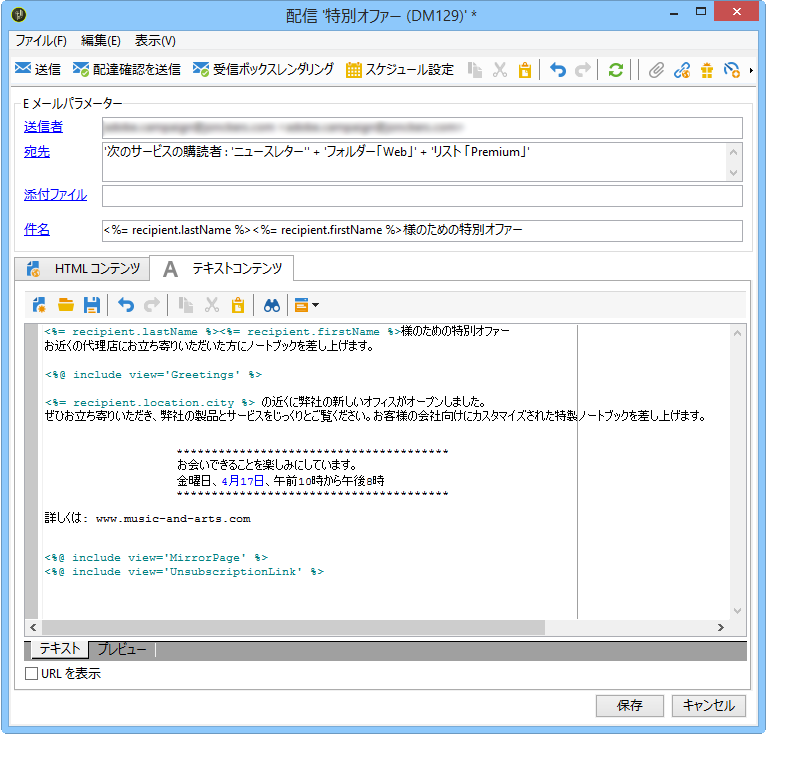 配信 '特別オファー (DM129)' *
ファイル(F) 編集(E) 表示(V)
送信 配達確認を送信 受信ボックスレンダリング スケジュール設定
E メールパラメーター
送信者
宛先 '次のサービスの購読者 : 'ニュースレター'' + 'フォルダー「Web」' + 'リスト「Premium」'
添付ファイル
件名 <%= recipient.lastName %><%= recipient.firstName %>様のための特別オファー
HTML コンテンツ A テキストコンテンツ
<%= recipient.lastName %><%= recipient.firstName %>様のための特別オファー
お近くの代理店にお立ち寄りいただいた方にノートブックを差し上げます。
<%@ include view='Greetings' %>
<%= recipient.location.city %> の近くに弊社の新しいオフィスがオープンしました。
ぜひお立ち寄りいただき、弊社の製品とサービスをじっくりとご覧ください。お客様の会社向けにカスタマイズされた特製ノートブックを差し上げます。
***************************************
お会いできることを楽しみにしています。
金曜日、4月17日、午前10時から午後8時
***************************************
詳しくは: www.music-and-arts.com
<%@ include view='MirrorPage' %>
<%@ include view='UnsubscriptionLink' %>
テキスト プレビュー
URL を表示
保存 キャンセル